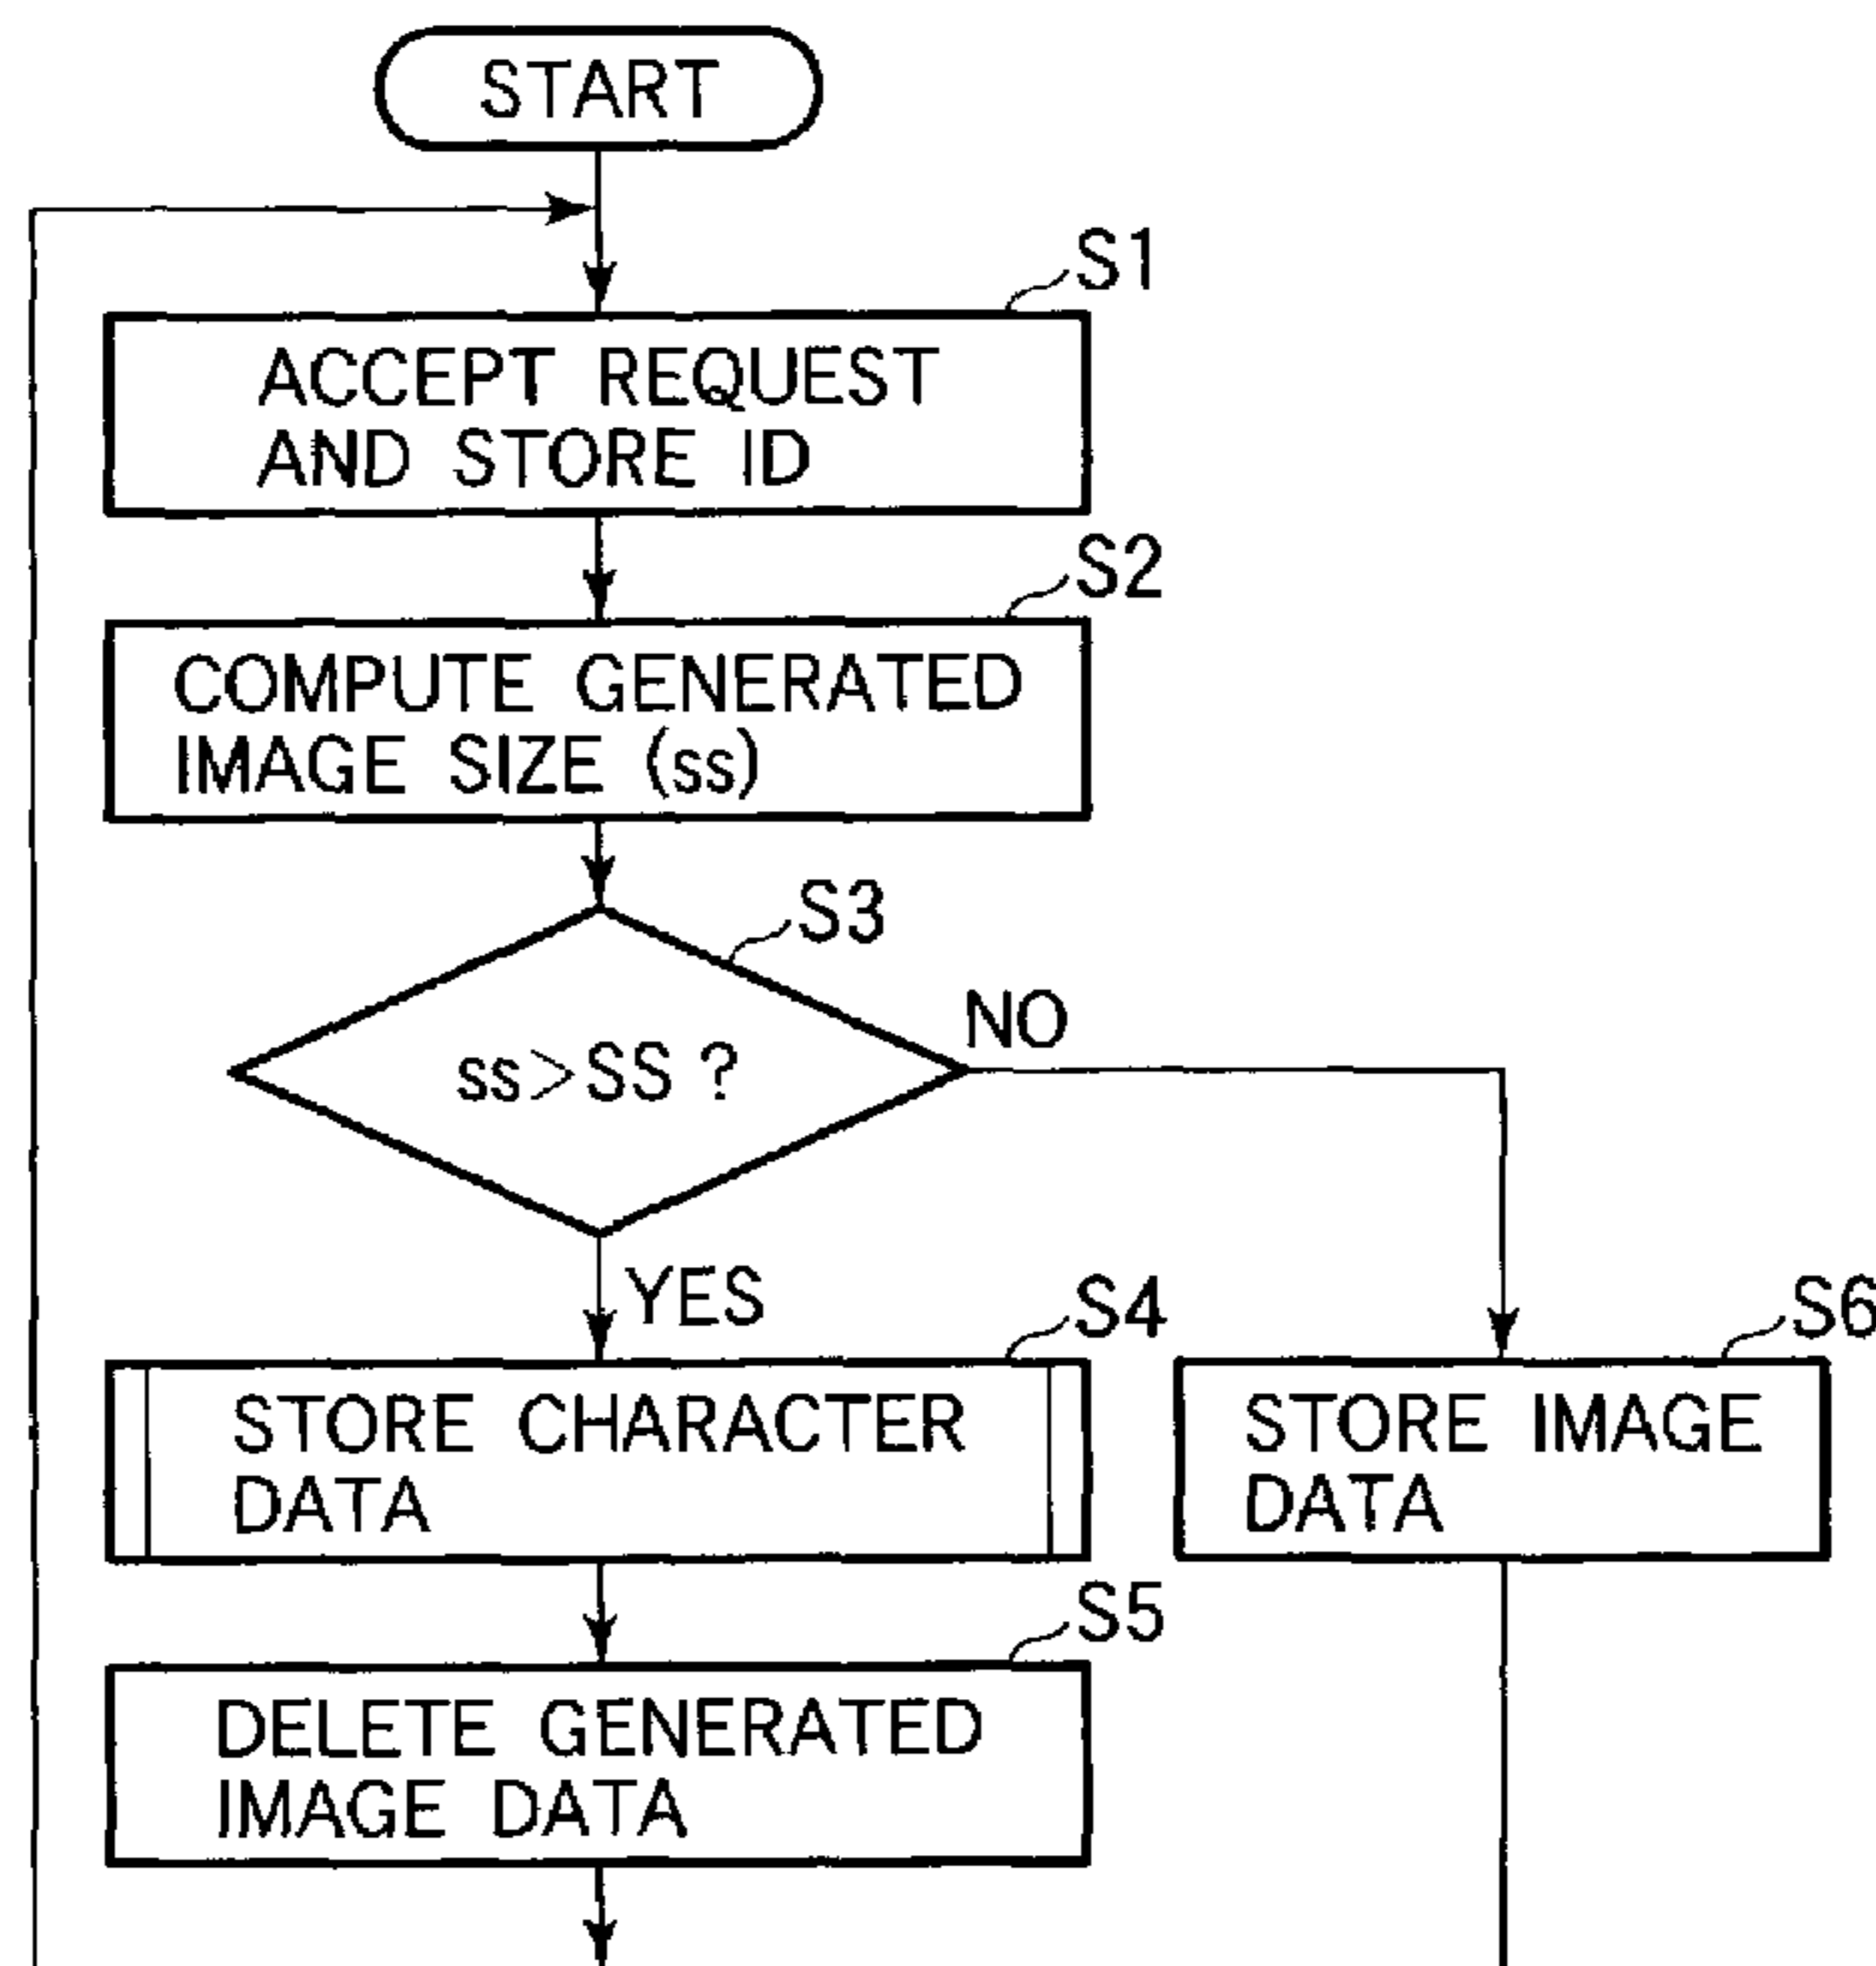 START
S1
ACCEPT REQUEST
AND STORE ID
S2
COMPUTE GENERATED
IMAGE SIZE (ss)
S3
ss>SS ?
NO
YES
S4
STORE CHARACTER
DATA
S6
STORE IMAGE
DATA
S5
DELETE GENERATED
IMAGE DATA